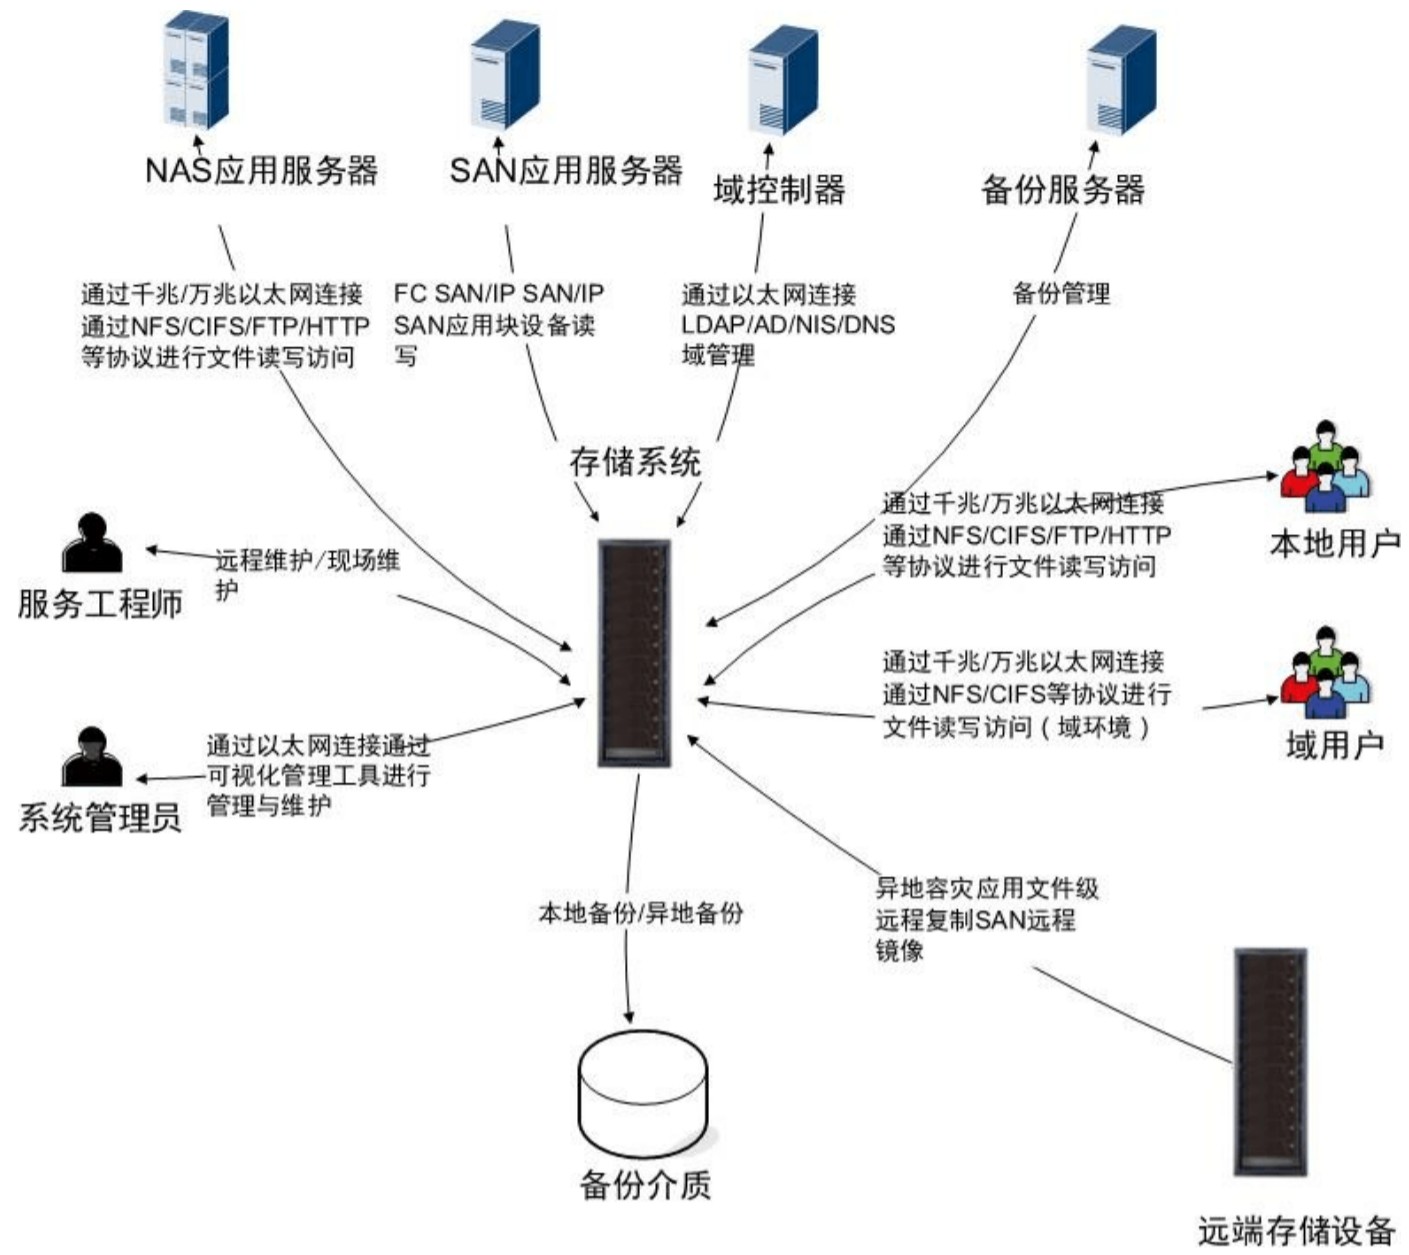 NAS应用服务器
SAN应用服务器
域控制器
备份服务器
通过千兆/万兆以太网连接
通过NFS/CIFS/FTP/HTTP
等协议进行文件读写访问
FC SAN/IP SAN/IP
SAN应用块设备读
写
通过以太网连接
LDAP/AD/NIS/DNS
域管理
备份管理
存储系统
通过千兆/万兆以太网连接
通过NFS/CIFS/FTP/HTTP
等协议进行文件读写访问
本地用户
远程维护/现场维
护
服务工程师
通过千兆/万兆以太网连接
通过NFS/CIFS等协议进行
文件读写访问（域环境）
域用户
通过以太网连接通过
可视化管理工具进行
管理与维护
系统管理员
本地备份/异地备份
异地容灾应用文件级
远程复制SAN远程
镜像
备份介质
远端存储设备